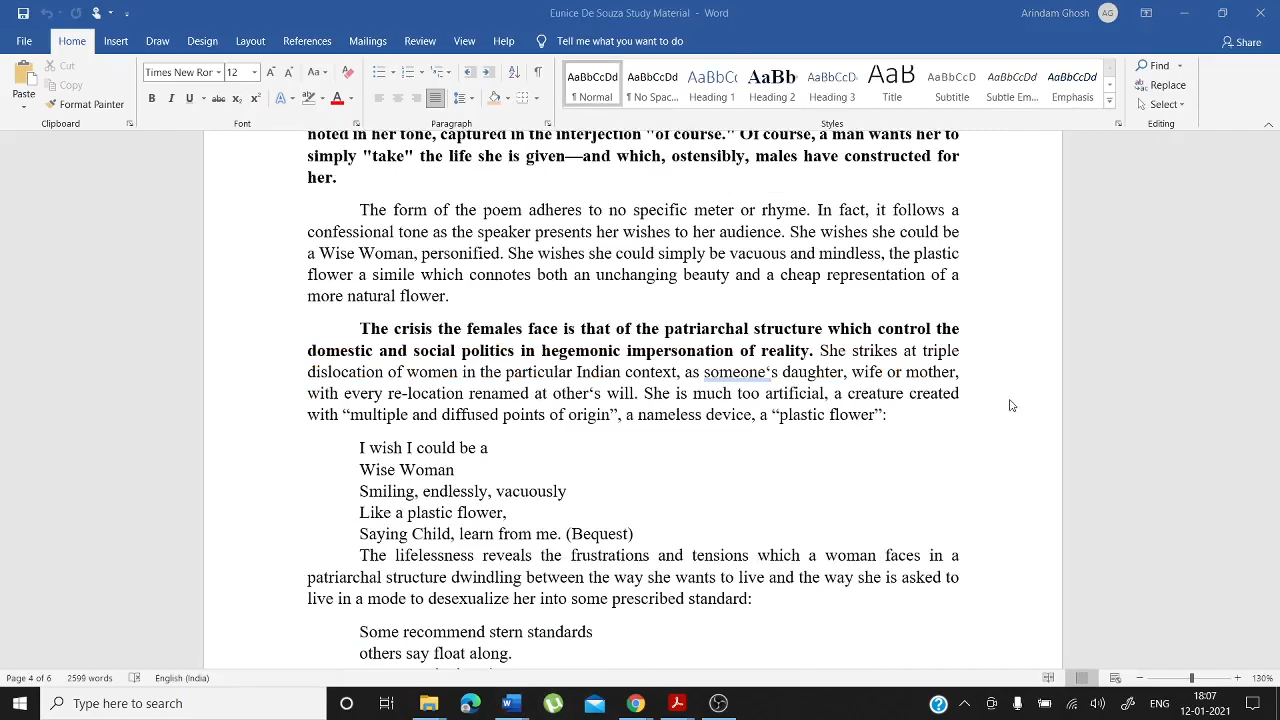 Eunice De Souza Study Material - Word
Arindam Ghosh AG
File Home Insert Draw Design Layout References Mailings Review View Help Tell me what you want to do Share
Paste
Cut
Copy
Format Painter
Clipboard
Times New Ror 12 Aa
B I U abc x₂ x² A A
Font
Paragraph
AaBbCcDd AaBbCcDd AaBbCc AaBb AaBbCcD AaB AaBbCcD AaBbCcDd AaBbCcDd
¶ Normal ¶ No Spac... Heading 1 Heading 2 Heading 3 Title Subtitle Subtle Em... Emphasis
Styles
Find
Replace
Select
Editing
noted in her tone, captured in the interjection "of course." Of course, a man wants her to
simply "take" the life she is given—and which, ostensibly, males have constructed for
her.
The form of the poem adheres to no specific meter or rhyme. In fact, it follows a
confessional tone as the speaker presents her wishes to her audience. She wishes she could be
a Wise Woman, personified. She wishes she could simply be vacuous and mindless, the plastic
flower a simile which connotes both an unchanging beauty and a cheap representation of a
more natural flower.
The crisis the females face is that of the patriarchal structure which control the
domestic and social politics in hegemonic impersonation of reality. She strikes at triple
dislocation of women in the particular Indian context, as someone‘s daughter, wife or mother,
with every re-location renamed at other‘s will. She is much too artificial, a creature created
with “multiple and diffused points of origin”, a nameless device, a “plastic flower”:
I wish I could be a
Wise Woman
Smiling, endlessly, vacuously
Like a plastic flower,
Saying Child, learn from me. (Bequest)
The lifelessness reveals the frustrations and tensions which a woman faces in a
patriarchal structure dwindling between the way she wants to live and the way she is asked to
live in a mode to desexualize her into some prescribed standard:
Some recommend stern standards
others say float along.
Page 4 of 6 2599 words English (India) 130%
Type here to search
ENG
18:07
12-01-2021